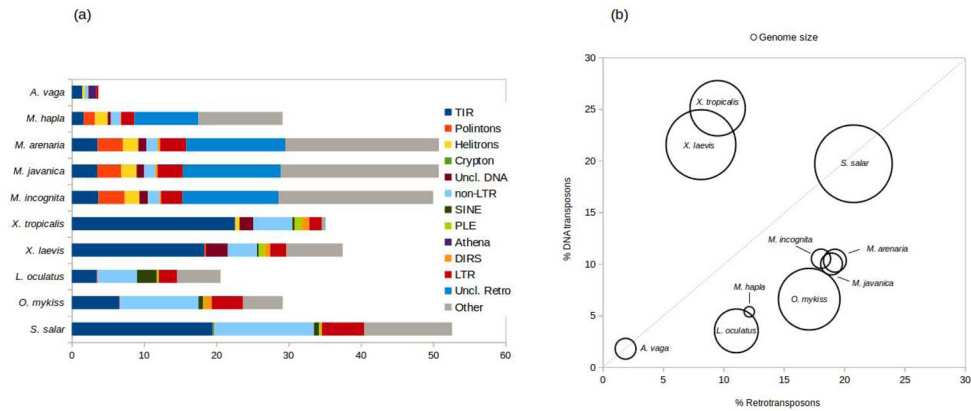 (a)
A. vaga
M. hapla
M. arenaria
M. javanica
M. incognita
X. tropicalis
X. laevis
L. oculatus
O. mykiss
S. salar
0 10 20 30 40 50 60
TIR
Polintons
Helitrons
Crypton
Uncl. DNA
non-LTR
SINE
PLE
Athena
DIRS
LTR
Uncl. Retro
Other
(b)
Genome size
% DNA transposons
30
25
20
15
10
5
0
X. tropicalis
X. laevis
S. salar
M. incognita
M. arenaria
M. javanica
M. hapla
O. mykiss
L. oculatus
A. vaga
0 5 10 15 20 25 30
% Retrotransposons